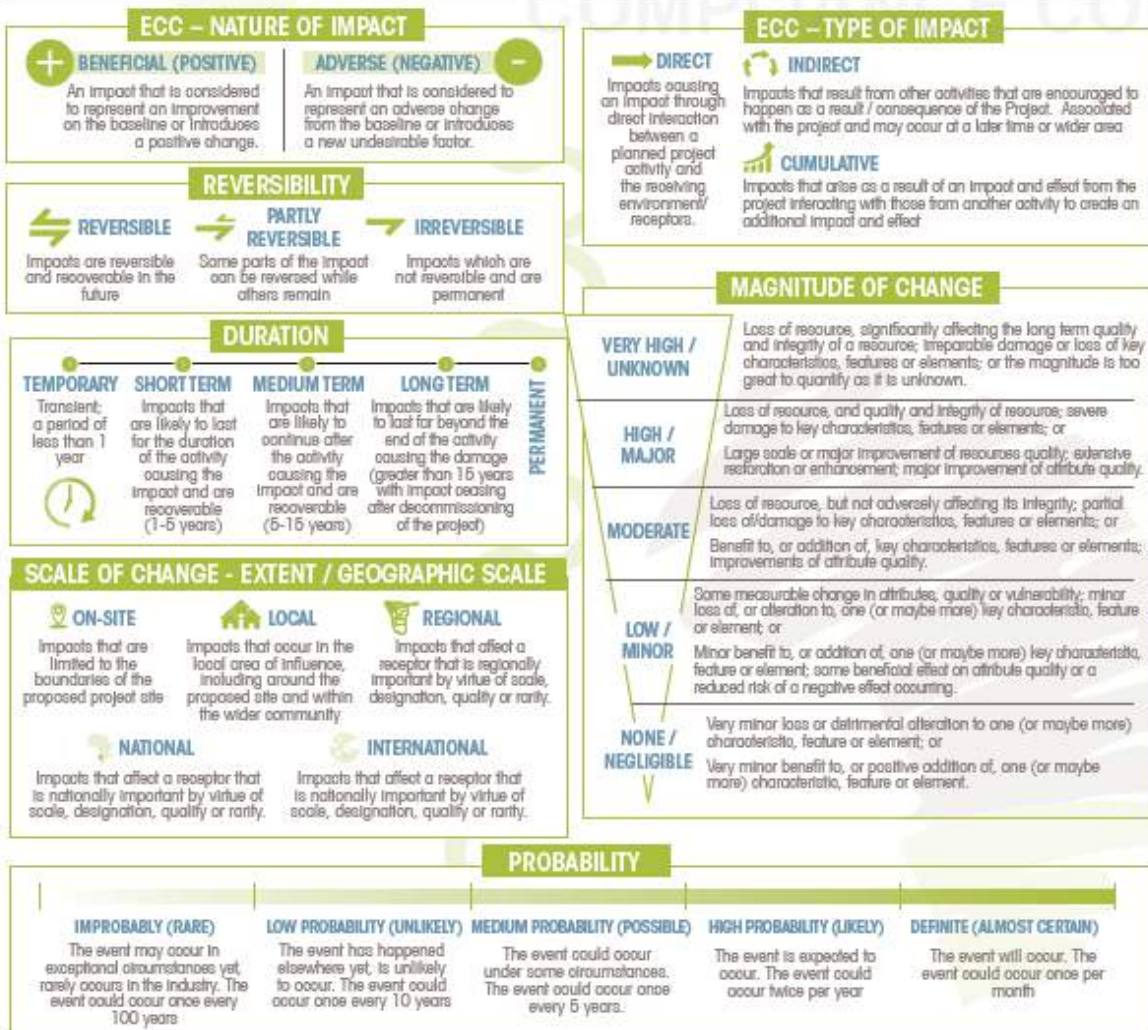 COMPLIANCE CO
ECC – NATURE OF IMPACT
BENEFICIAL (POSITIVE)
An impact that is considered
to represent an improvement
on the baseline or introduces
a positive change.
ADVERSE (NEGATIVE)
An impact that is considered to
represent an adverse change
from the baseline or introduces
a new undesirable factor.
ECC –TYPE OF IMPACT
DIRECT
Impacts causing
an impact through
direct interaction
between a
planned project
activity and
the receiving
environment/
receptors.
INDIRECT
Impacts that result from other activities that are encouraged to
happen as a result / consequence of the Project. Associated
with the project and may occur at a later time or wider area
CUMULATIVE
Impacts that arise as a result of an impact and effect from the
project interacting with those from another activity to create an
additional impact and effect
REVERSIBILITY
REVERSIBLE
Impacts are reversible
and recoverable in the
future
PARTLY
REVERSIBLE
Some parts of the impact
can be reversed while
others remain
IRREVERSIBLE
Impacts which are
not reversible and are
permanent
DURATION
TEMPORARY
Transient;
a period of
less than 1
year
SHORT TERM
Impacts that
are likely to last
for the duration
of the activity
causing the
impact and are
recoverable
(1-5 years)
MEDIUM TERM
Impacts that
are likely to
continue after
the activity
causing the
impact and are
recoverable
(5-15 years)
LONG TERM
Impacts that are likely
to last far beyond the
end of the activity
causing the damage
(greater than 15 years
with impact ceasing
after decommissioning
of the project)
PERMANENT
MAGNITUDE OF CHANGE
VERY HIGH /
UNKNOWN
Loss of resource, significantly affecting the long term quality
and integrity of a resource; irreparable damage or loss of key
characteristics, features or elements; or the magnitude is too
great to quantify as it is unknown.
HIGH /
MAJOR
Loss of resource, and quality and integrity of resource; severe
damage to key characteristics, features or elements; or
Large scale or major improvement of resources quality; extensive
restoration or enhancement; major improvement of attribute quality.
MODERATE
Loss of resource, but not adversely affecting its integrity; partial
loss of/damage to key characteristics, features or elements; or
Benefit to, or addition of, key characteristics, features or elements;
improvements of attribute quality.
LOW /
MINOR
Some measurable change in attributes, quality or vulnerability; minor
loss of, or alteration to, one (or maybe more) key characteristic, feature
or element; or
Minor benefit to, or addition of, one (or maybe more) key characteristic,
feature or element; some beneficial effect on attribute quality or a
reduced risk of a negative effect occurring.
NONE /
NEGLIGIBLE
Very minor loss or detrimental alteration to one (or maybe more)
characteristic, feature or element; or
Very minor benefit to, or positive addition of, one (or maybe
more) characteristic, feature or element.
SCALE OF CHANGE - EXTENT / GEOGRAPHIC SCALE
ON-SITE
Impacts that are
limited to the
boundaries of the
proposed project site
LOCAL
Impacts that occur in the
local area of influence,
including around the
proposed site and within
the wider community
REGIONAL
Impacts that affect a
receptor that is regionally
important by virtue of scale,
designation, quality or rarity.
NATIONAL
Impacts that affect a receptor that
is nationally important by virtue of
scale, designation, quality or rarity.
INTERNATIONAL
Impacts that affect a receptor that
is nationally important by virtue of
scale, designation, quality or rarity.
PROBABILITY
IMPROBABLY (RARE)
The event may occur in
exceptional circumstances yet,
rarely occurs in the industry. The
event could occur once every
100 years
LOW PROBABILITY (UNLIKELY)
The event has happened
elsewhere yet, is unlikely
to occur. The event could
occur once every 10 years
MEDIUM PROBABILITY (POSSIBLE)
The event could occur
under some circumstances.
The event could occur once
every 5 years.
HIGH PROBABILITY (LIKELY)
The event is expected to
occur. The event could
occur twice per year
DEFINITE (ALMOST CERTAIN)
The event will occur. The
event could occur once per
month